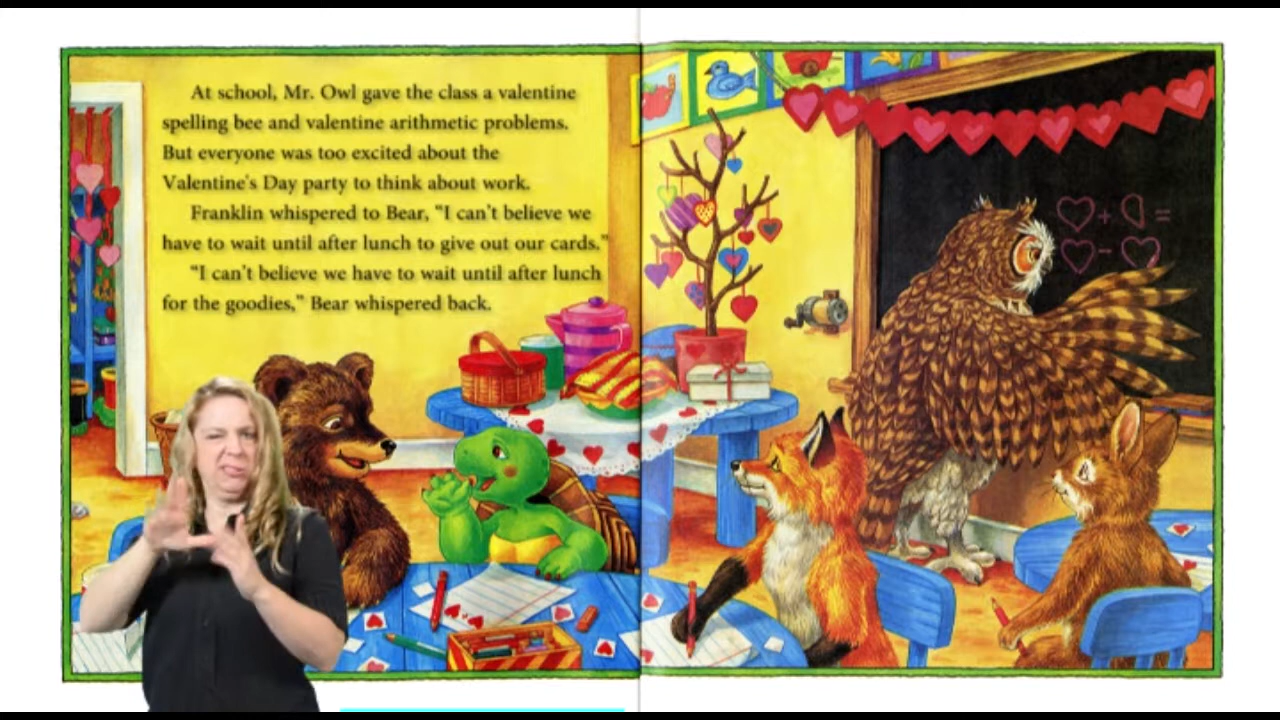 At school, Mr. Owl gave the class a valentine
spelling bee and valentine arithmetic problems.
But everyone was too excited about the
Valentine's Day party to think about work.
Franklin whispered to Bear, “I can't believe we
have to wait until after lunch to give out our cards.”
“I can't believe we have to wait until after lunch
for the goodies,” Bear whispered back.